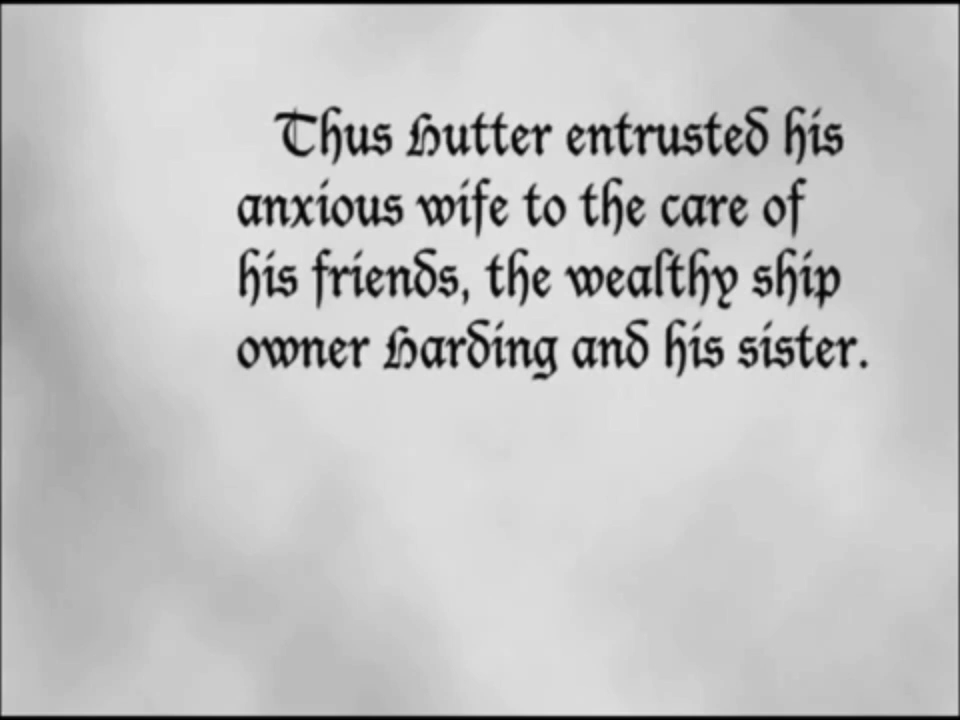 Thus Hutter entrusted his
anxious wife to the care of
his friends, the wealthy ship
owner Harding and his sister.